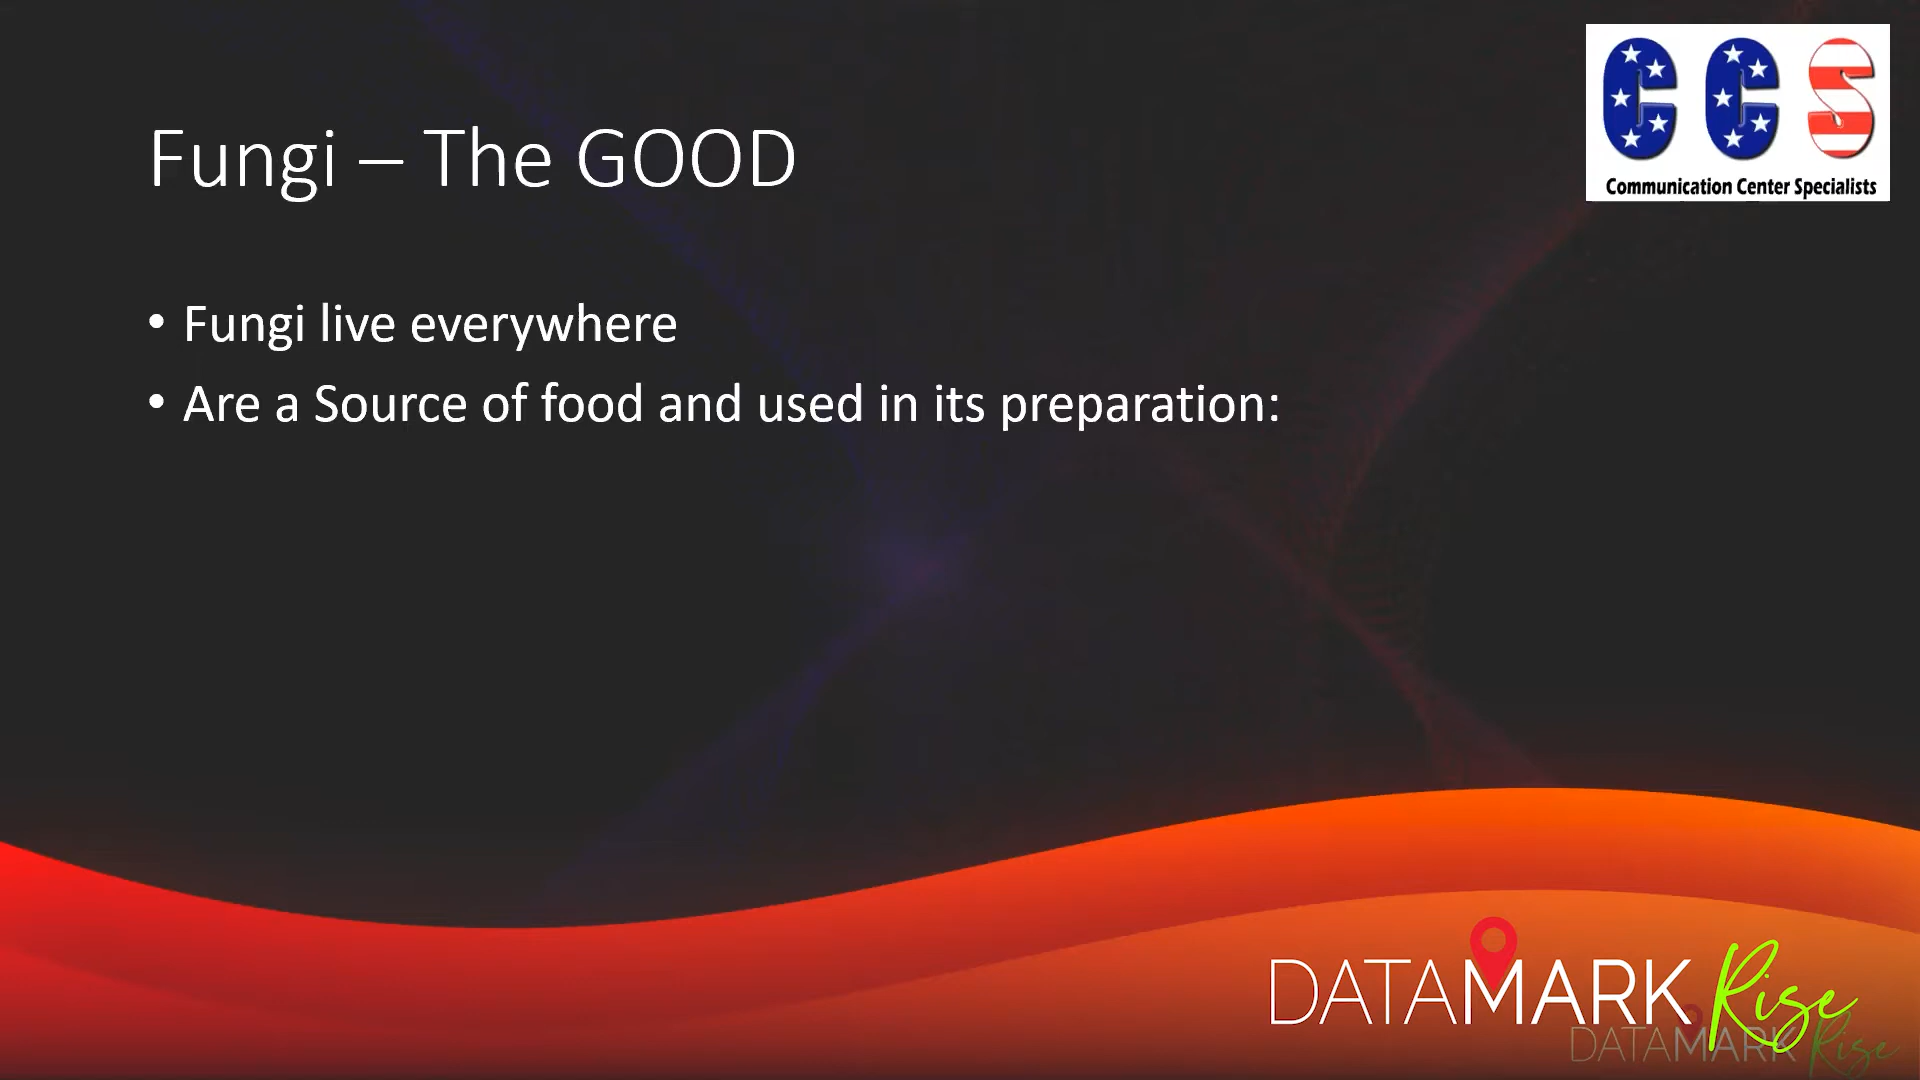 CCS
Communication Center Specialists
Fungi – The GOOD
• Fungi live everywhere
• Are a Source of food and used in its preparation:
DATAMARK Rise
DATAMARK Rise